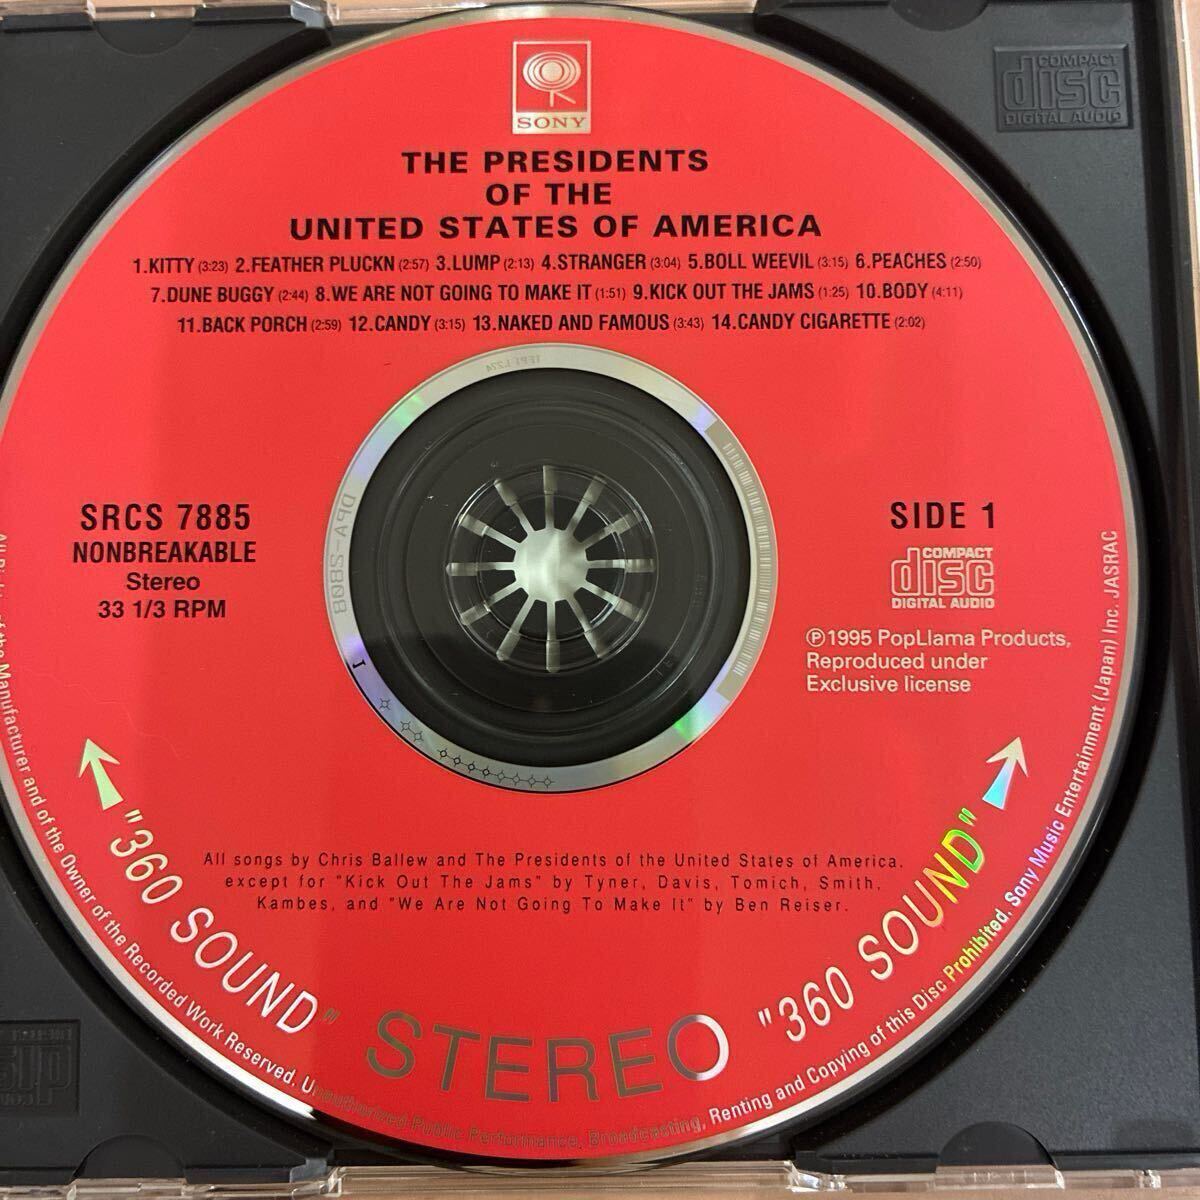 SONY
COMPACT
disc
DIGITAL AUDIO
THE PRESIDENTS
OF THE
UNITED STATES OF AMERICA
1.KITTY (3:23) 2.FEATHER PLUCKN (2:57) 3.LUMP (2:13) 4.STRANGER (3:04) 5.BOLL WEEVIL (3:15) 6.PEACHES (2:50)
7.DUNE BUGGY (2:44) 8.WE ARE NOT GOING TO MAKE IT (1:51) 9.KICK OUT THE JAMS (1:25) 10.BODY (4:11)
11.BACK PORCH (2:59) 12.CANDY (3:15) 13.NAKED AND FAMOUS (3:43) 14.CANDY CIGARETTE (2:02)
IFPI L274
DPA-2808
1
SRCS 7885
NONBREAKABLE
Stereo
33 1/3 RPM
SIDE 1
COMPACT
disc
DIGITAL AUDIO
Ⓟ1995 PopLlama Products,
Reproduced under
Exclusive license
All songs by Chris Ballew and The Presidents of the United States of America.
except for "Kick Out The Jams" by Tyner, Davis, Tomich, Smith,
Kambes, and "We Are Not Going To Make It" by Ben Reiser.
"360 SOUND" STEREO "360 SOUND"
All of the Manufacturer and of the Owner of the Recorded Work Reserved. Unauthorized Public Performance, Broadcasting, Renting and Copying of this Disc Prohibited. Sony Music Entertainment (Japan) Inc. JASRAC
disc